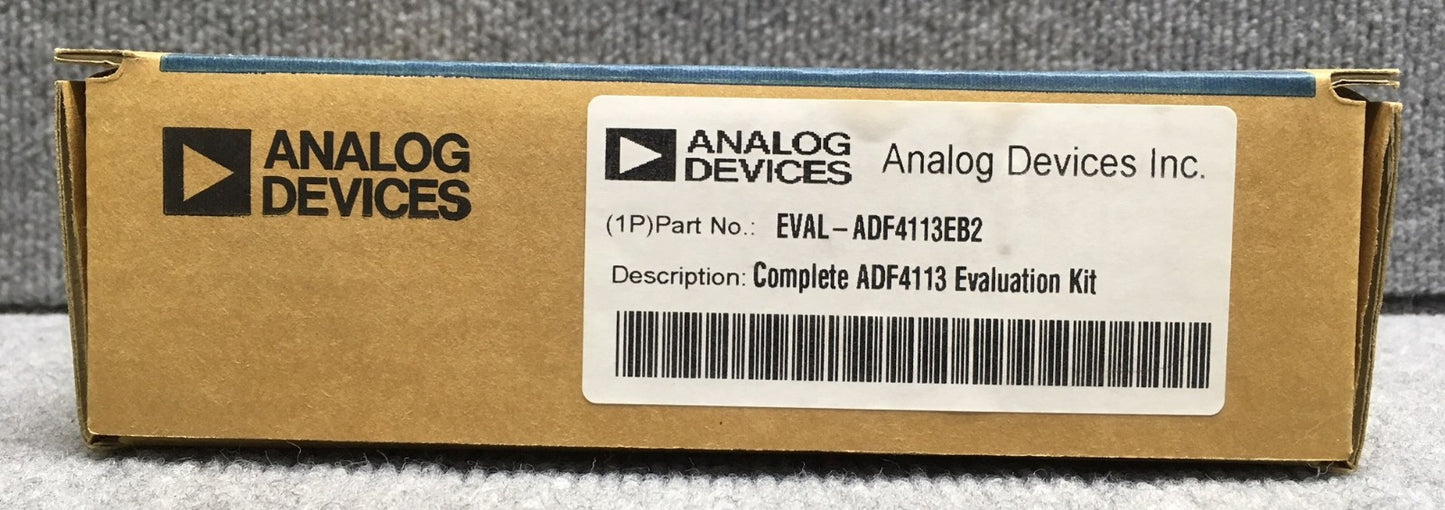 ANALOG
DEVICES
ANALOG
DEVICES
Analog Devices Inc.
(1P)Part No.: EVAL-ADF4113EB2
Description: Complete ADF4113 Evaluation Kit